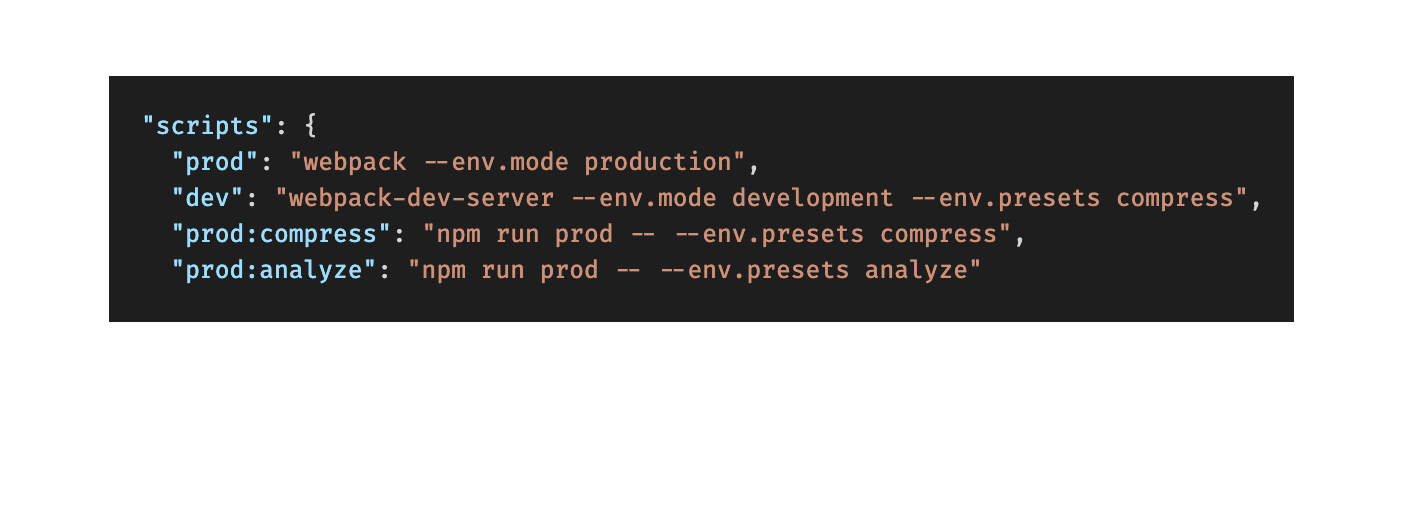 "scripts": {
"prod": "webpack --env.mode production",
"dev": "webpack-dev-server --env.mode development --env.presets compress",
"prod:compress": "npm run prod -- --env.presets compress",
"prod:analyze": "npm run prod -- --env.presets analyze"